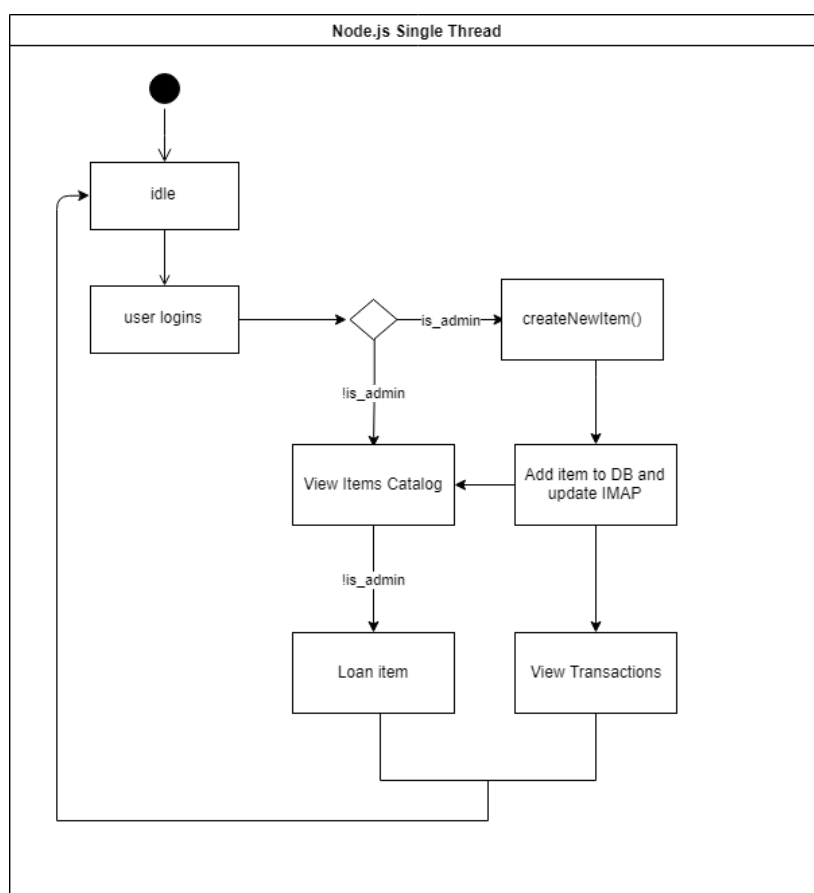 Node.js Single Thread
idle
user logins
is_admin
createNewItem()
!is_admin
View Items Catalog
Add item to DB and
update IMAP
!is_admin
Loan item
View Transactions